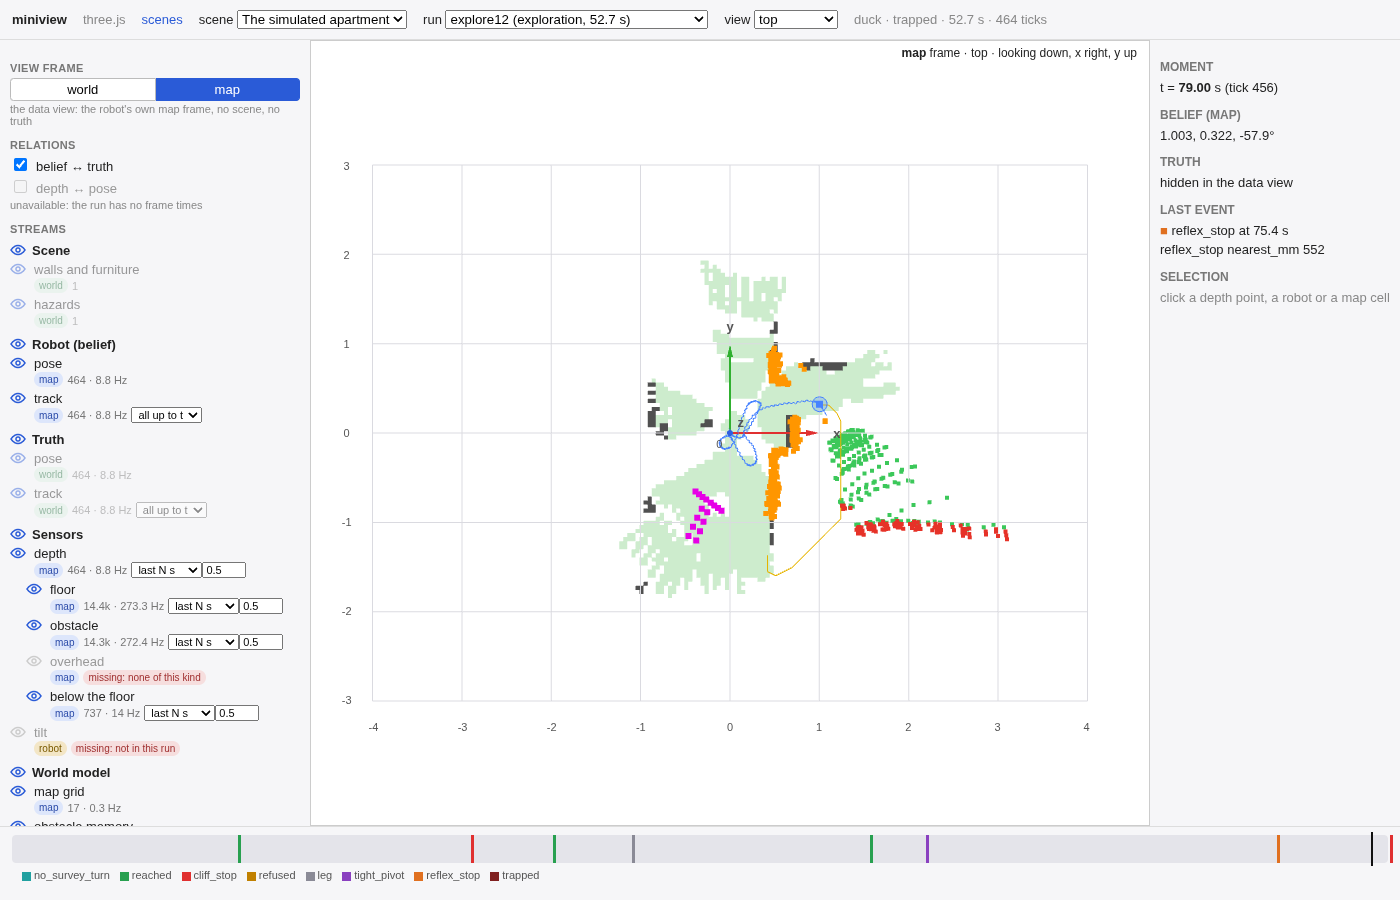 miniview three.js scenes scene The simulated apartment run explore12 (exploration, 52.7 s) view top duck · trapped · 52.7 s · 464 ticks
VIEW FRAME
world map
the data view: the robot's own map frame, no scene, no
truth
RELATIONS
belief ↔ truth
depth ↔ pose
unavailable: the run has no frame times
STREAMS
Scene
walls and furniture
world 1
hazards
world 1
Robot (belief)
pose
map 464 · 8.8 Hz
track
map 464 · 8.8 Hz all up to t
Truth
pose
world 464 · 8.8 Hz
track
world 464 · 8.8 Hz all up to t
Sensors
depth
map 464 · 8.8 Hz last N s 0.5
floor
map 14.4k · 273.3 Hz last N s 0.5
obstacle
map 14.3k · 272.4 Hz last N s 0.5
overhead
map missing: none of this kind
below the floor
map 737 · 14 Hz last N s 0.5
tilt
robot missing: not in this run
World model
map grid
map 17 · 0.3 Hz
map frame · top · looking down, x right, y up
3
2
1
0
-1
-2
-3
-4 -3 -2 -1 0 1 2 3 4
y
z
x
MOMENT
t = 79.00 s (tick 456)
BELIEF (MAP)
1.003, 0.322, -57.9°
TRUTH
hidden in the data view
LAST EVENT
reflex_stop at 75.4 s
reflex_stop nearest_mm 552
SELECTION
click a depth point, a robot or a map cell
no_survey_turn reached cliff_stop refused leg tight_pivot reflex_stop trapped